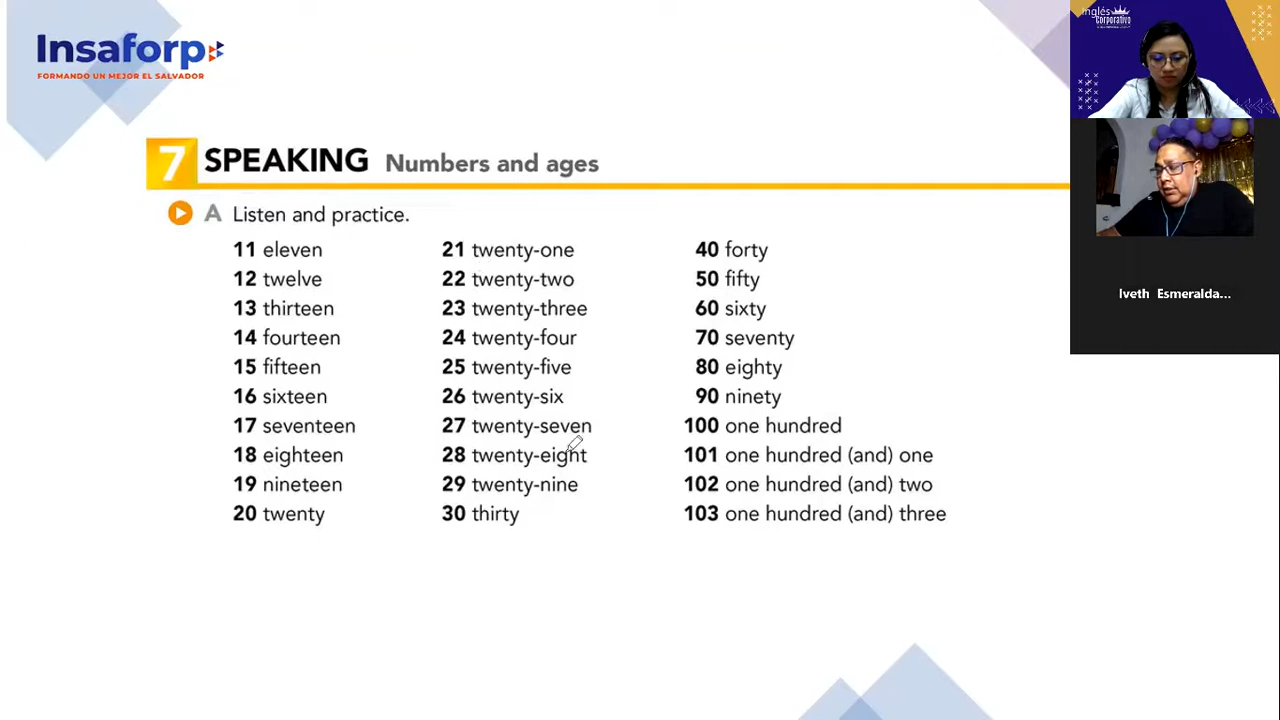 Insaforp
FORMANDO UN MEJOR EL SALVADOR
inglés
corporativo
7 SPEAKING Numbers and ages
A Listen and practice.
11 eleven
12 twelve
13 thirteen
14 fourteen
15 fifteen
16 sixteen
17 seventeen
18 eighteen
19 nineteen
20 twenty
21 twenty-one
22 twenty-two
23 twenty-three
24 twenty-four
25 twenty-five
26 twenty-six
27 twenty-seven
28 twenty-eight
29 twenty-nine
30 thirty
40 forty
50 fifty
60 sixty
70 seventy
80 eighty
90 ninety
100 one hundred
101 one hundred (and) one
102 one hundred (and) two
103 one hundred (and) three
Iveth Esmeralda...